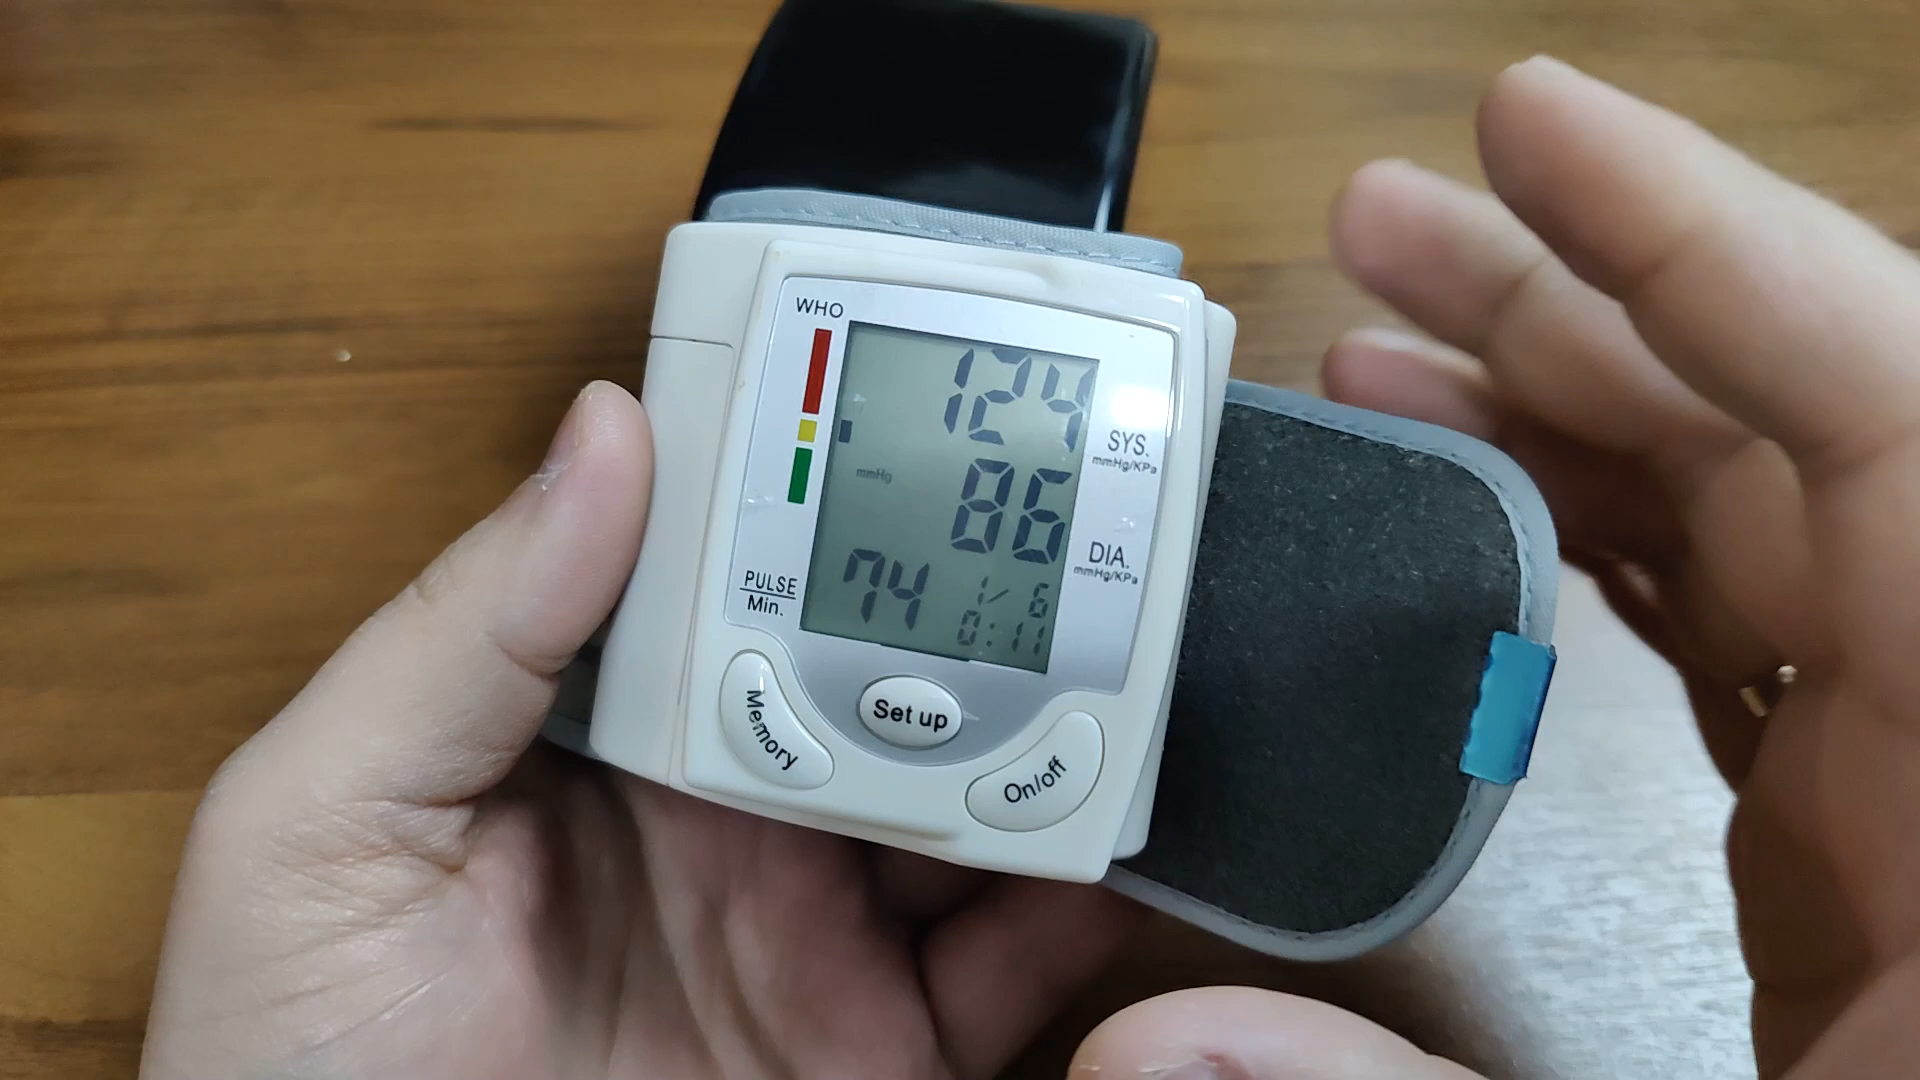 WHO
124
SYS.
mmHg/KPa
mmHg
86
DIA.
mmHg/KPa
PULSE
Min.
74
1/ 6
0:11
Memory
Set up
On/off